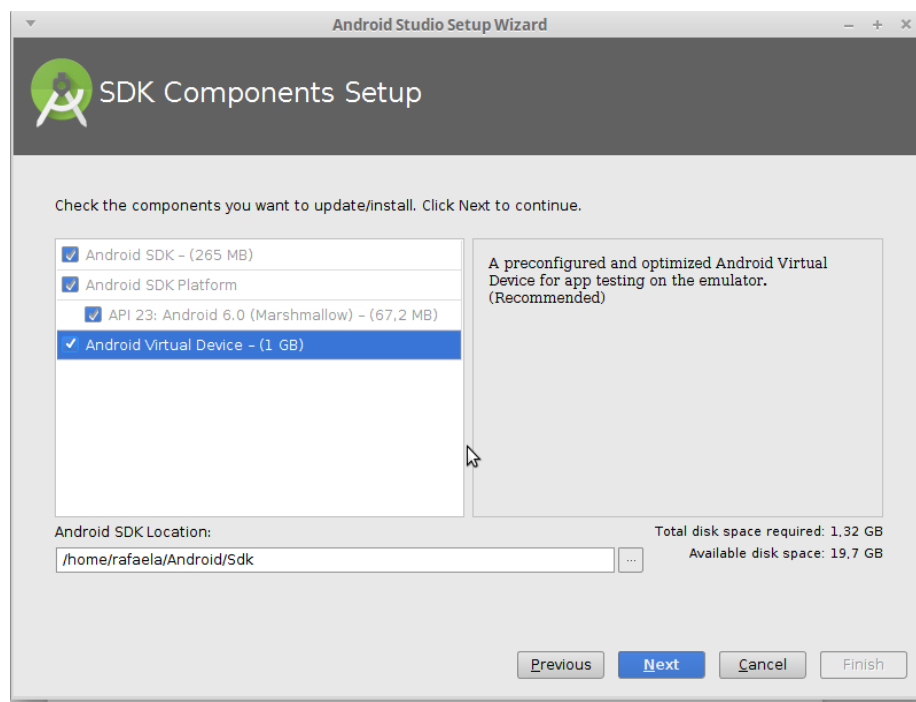 Android Studio Setup Wizard
SDK Components Setup
Check the components you want to update/install. Click Next to continue.
Android SDK – (265 MB)
Android SDK Platform
API 23: Android 6.0 (Marshmallow) – (67,2 MB)
Android Virtual Device – (1 GB)
A preconfigured and optimized Android Virtual
Device for app testing on the emulator.
(Recommended)
Android SDK Location:
Total disk space required: 1,32 GB
/home/rafaela/Android/Sdk
...
Available disk space: 19,7 GB
Previous
Next
Cancel
Finish